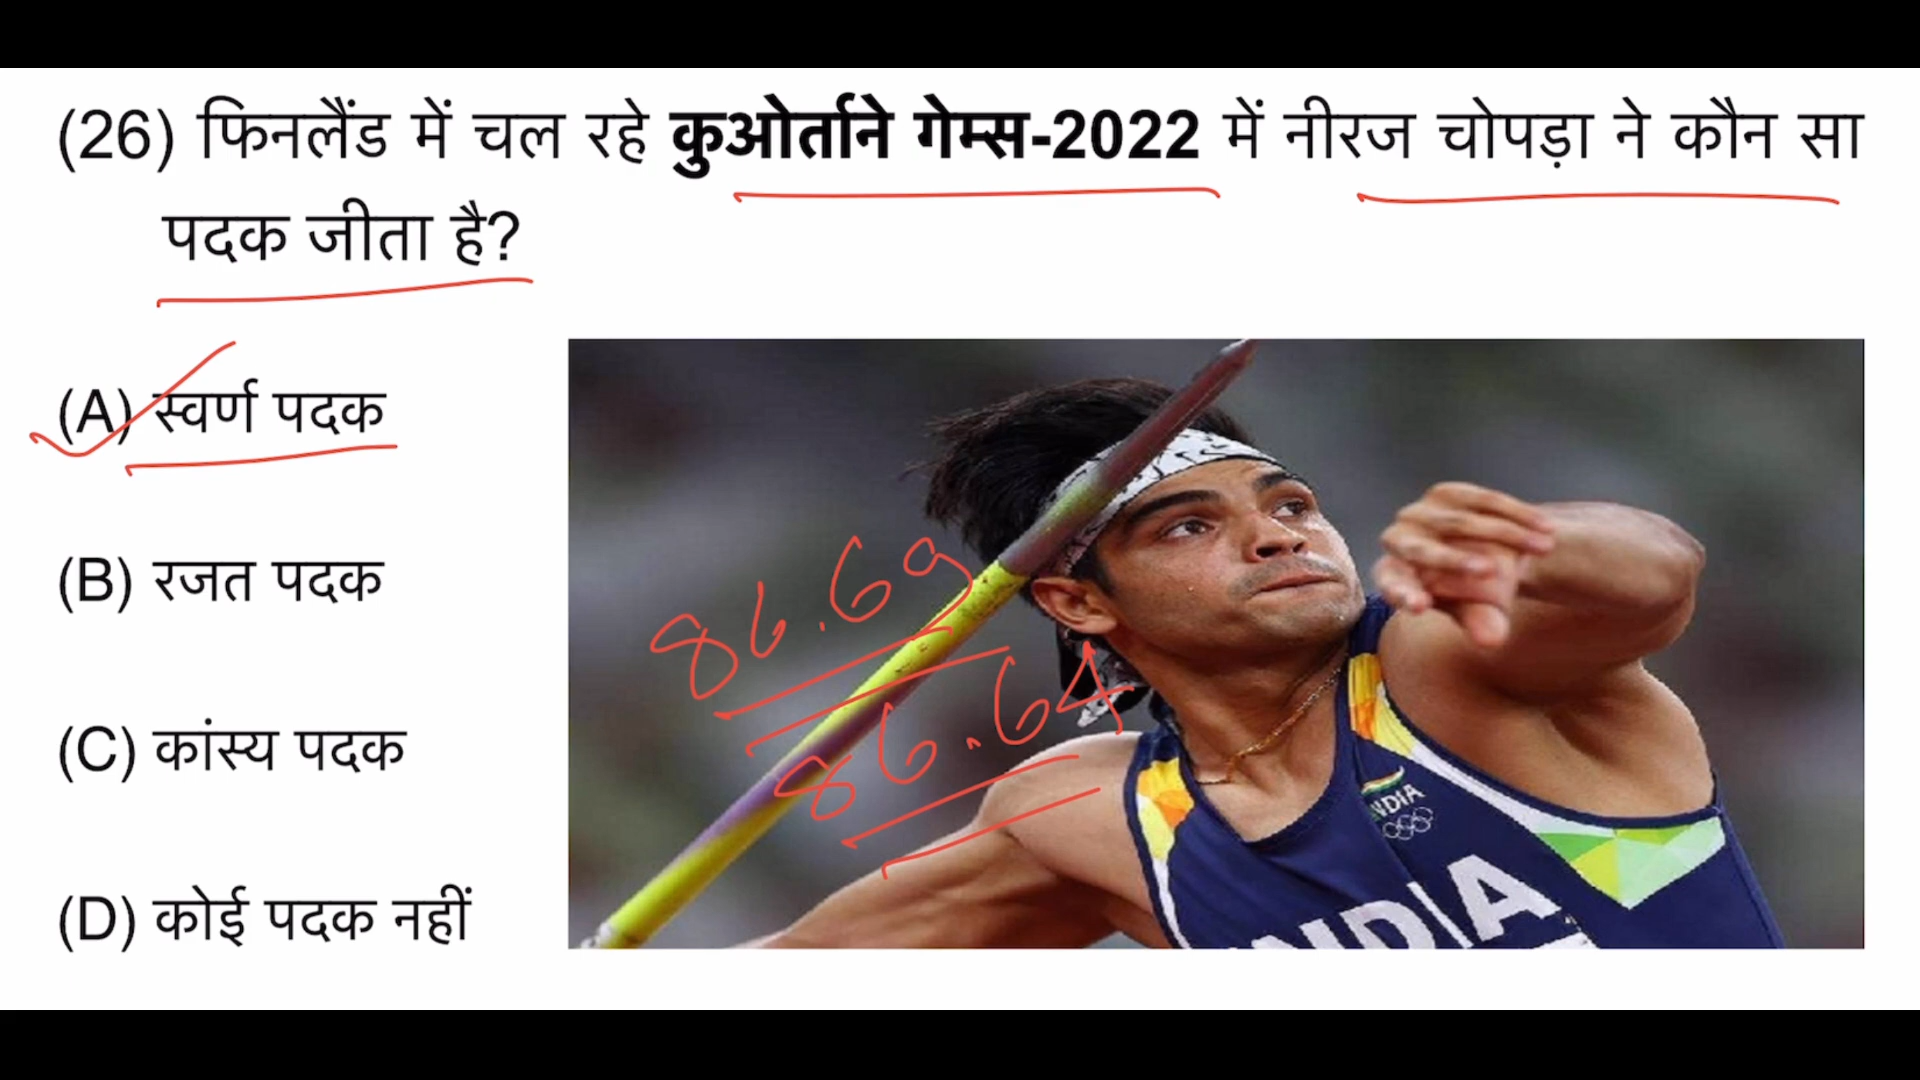 (26) फिनलैंड में चल रहे कुओर्ताने गेम्स-2022 में नीरज चोपड़ा ने कौन सा
पदक जीता है?
(A) स्वर्ण पदक
(B) रजत पदक
(C) कांस्य पदक
(D) कोई पदक नहीं
86.69
86.64
INDIA
INDIA